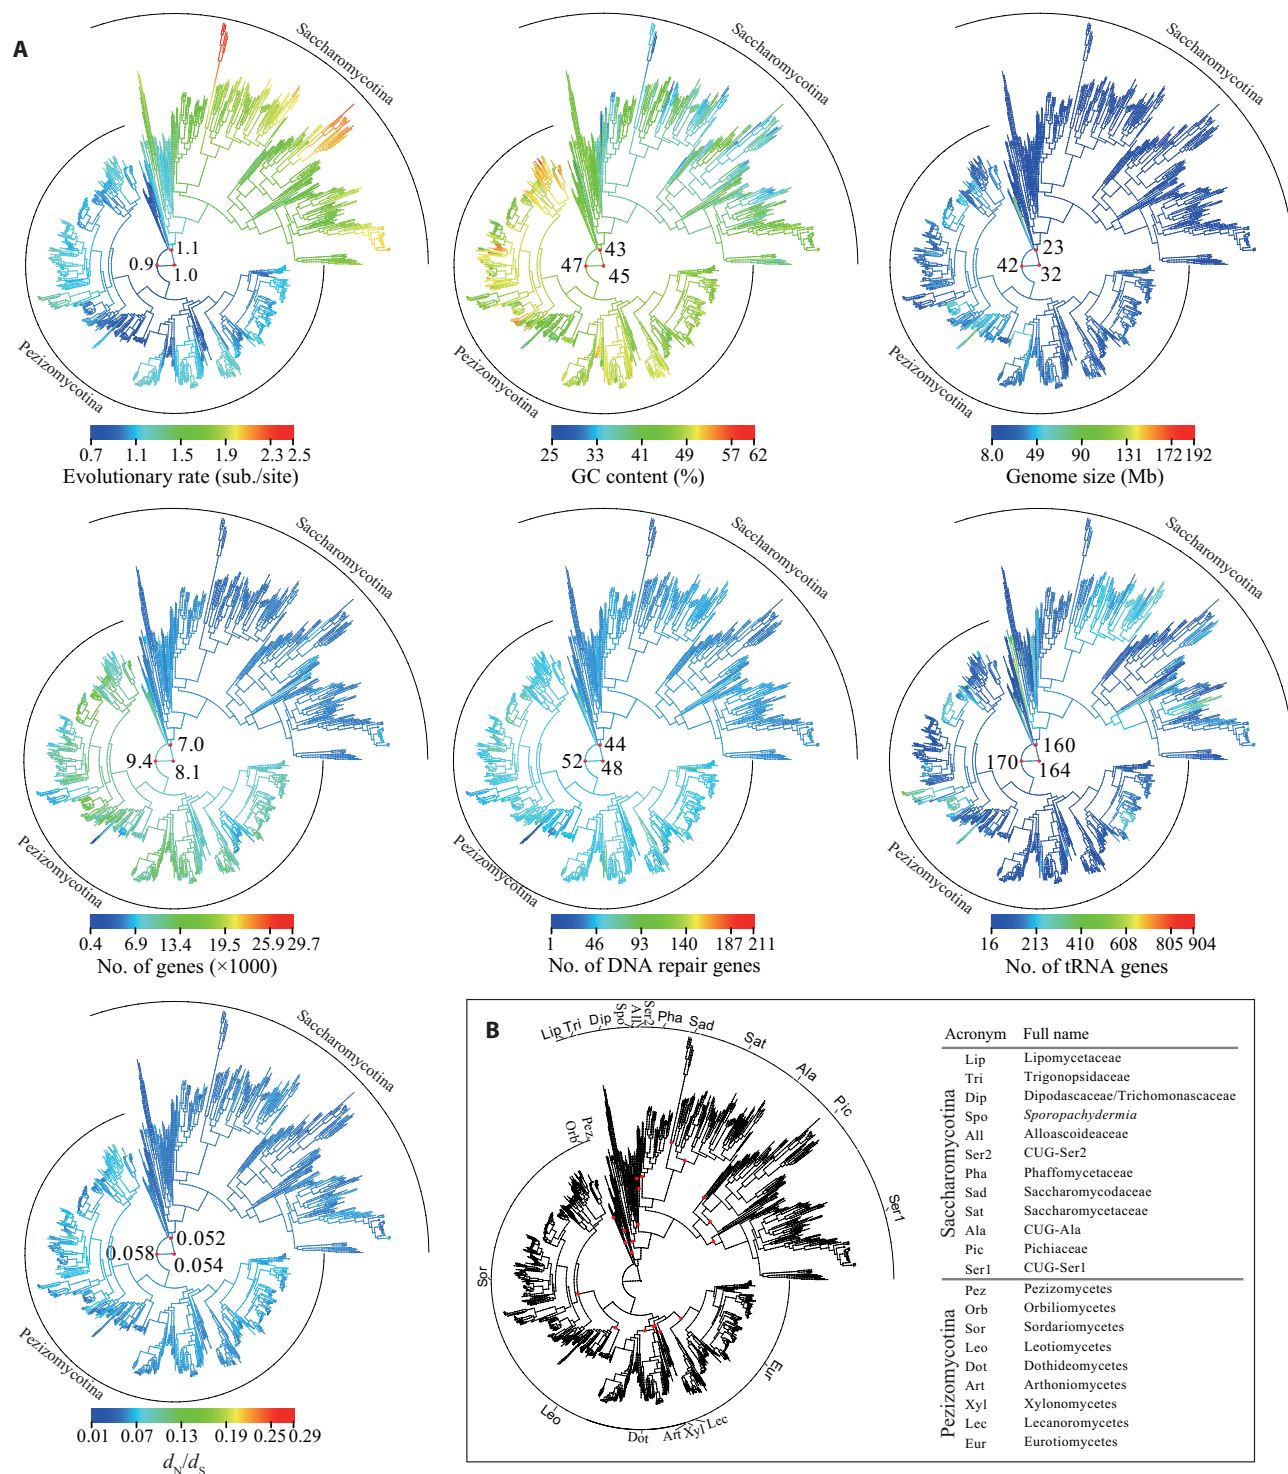 A
Saccharomycotina
1.1
0.9
1.0
Pezizomycotina
0.7 1.1 1.5 1.9 2.3 2.5
Evolutionary rate (sub./site)
Saccharomycotina
43
47
45
Pezizomycotina
25 33 41 49 57 62
GC content (%)
Saccharomycotina
23
42
32
Pezizomycotina
8.0 49 90 131 172 192
Genome size (Mb)
Saccharomycotina
7.0
9.4
8.1
Pezizomycotina
0.4 6.9 13.4 19.5 25.9 29.7
No. of genes (×1000)
Saccharomycotina
44
52
48
Pezizomycotina
1 46 93 140 187 211
No. of DNA repair genes
Saccharomycotina
160
170
164
Pezizomycotina
16 213 410 608 805 904
No. of tRNA genes
Saccharomycotina
0.052
0.058
0.054
Pezizomycotina
0.01 0.07 0.13 0.19 0.25 0.29
dN/dS
B
Lip Tri Dip Spo All Ser2 Pha Sad Sat Ala Pic Ser1
Pez
Orb
Sor
Leo
Dot
Art Xyl Lec
Eur
Acronym Full name
Saccharomycotina
Lip Lipomycetaceae
Tri Trigonopsidaceae
Dip Dipodascaceae/Trichomonascaceae
Spo Sporopachydermia
All Alloascoideaceae
Ser2 CUG-Ser2
Pha Phaffomycetaceae
Sad Saccharomycodaceae
Sat Saccharomycetaceae
Ala CUG-Ala
Pic Pichiaceae
Ser1 CUG-Ser1
Pezizomycotina
Pez Pezizomycetes
Orb Orbiliomycetes
Sor Sordariomycetes
Leo Leotiomycetes
Dot Dothideomycetes
Art Arthoniomycetes
Xyl Xylonomycetes
Lec Lecanoromycetes
Eur Eurotiomycetes